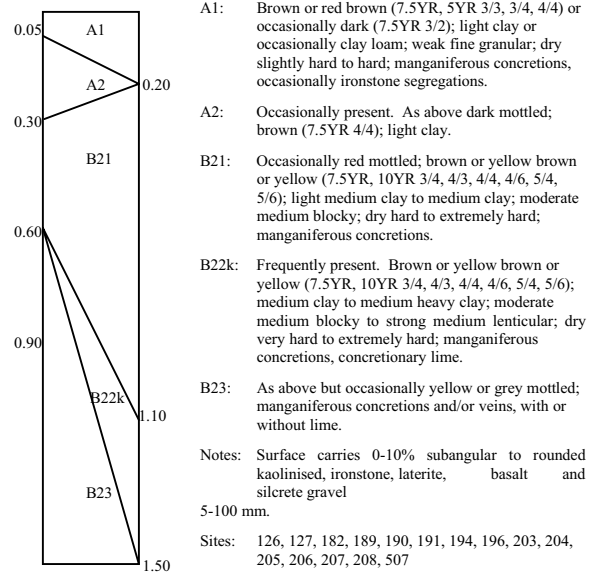 0.05
A1
A2
0.20
0.30
B21
0.60
0.90
B22k
1.10
B23
1.50
A1: Brown or red brown (7.5YR, 5YR 3/3, 3/4, 4/4) or
occasionally dark (7.5YR 3/2); light clay or
occasionally clay loam; weak fine granular; dry
slightly hard to hard; manganiferous concretions,
occasionally ironstone segregations.
A2: Occasionally present. As above dark mottled;
brown (7.5YR 4/4); light clay.
B21: Occasionally red mottled; brown or yellow brown
or yellow (7.5YR, 10YR 3/4, 4/3, 4/4, 4/6, 5/4,
5/6); light medium clay to medium clay; moderate
medium blocky; dry hard to extremely hard;
manganiferous concretions.
B22k: Frequently present. Brown or yellow brown or
yellow (7.5YR, 10YR 3/4, 4/3, 4/4, 4/6, 5/4, 5/6);
medium clay to medium heavy clay; moderate
medium blocky to strong medium lenticular; dry
very hard to extremely hard; manganiferous
concretions, concretionary lime.
B23: As above but occasionally yellow or grey mottled;
manganiferous concretions and/or veins, with or
without lime.
Notes: Surface carries 0-10% subangular to rounded
kaolinised, ironstone, laterite, basalt and
silcrete gravel
5-100 mm.
Sites: 126, 127, 182, 189, 190, 191, 194, 196, 203, 204,
205, 206, 207, 208, 507